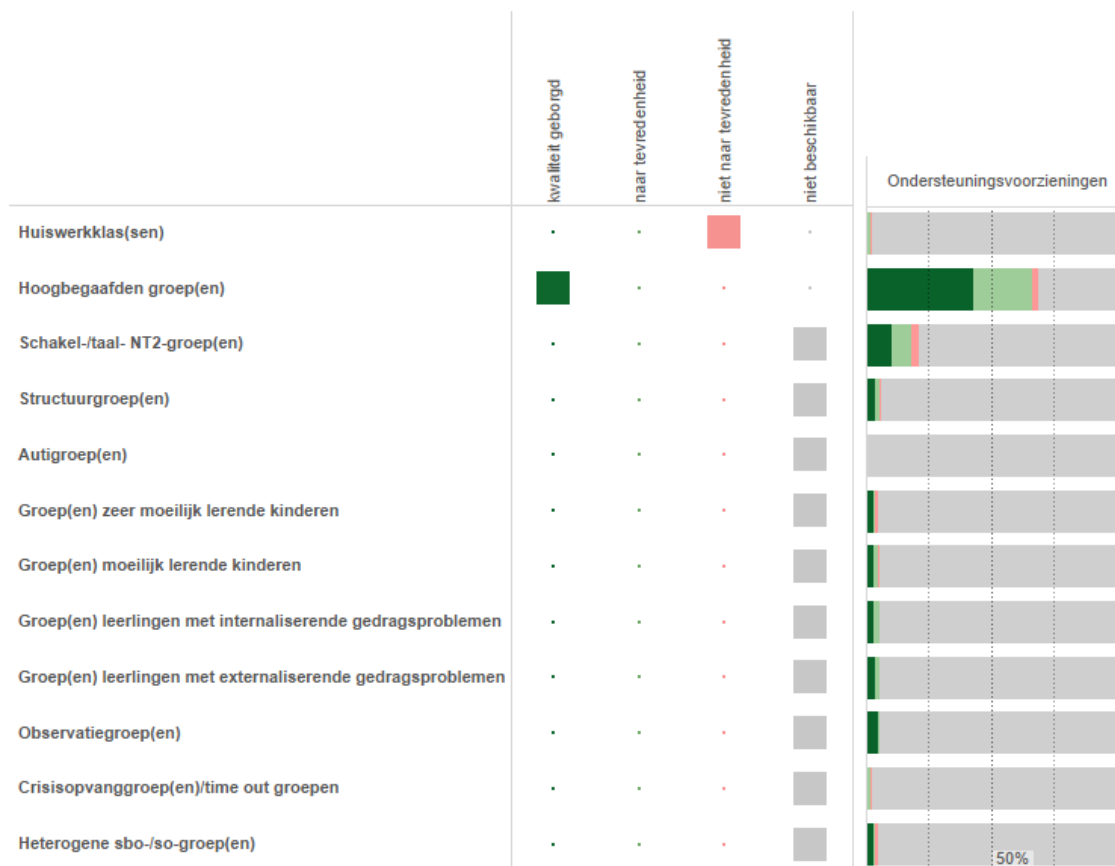 kwaliteit geborgd
naar tevredenheid
niet naar tevredenheid
niet beschikbaar
Ondersteuningsvoorzieningen
Huiswerkklas(sen)
Hoogbegaafden groep(en)
Schakel-/taal- NT2-groep(en)
Structuurgroep(en)
Autigroep(en)
Groep(en) zeer moeilijk lerende kinderen
Groep(en) moeilijk lerende kinderen
Groep(en) leerlingen met internaliserende gedragsproblemen
Groep(en) leerlingen met externaliserende gedragsproblemen
Observatiegroep(en)
Crisisopvanggroep(en)/time out groepen
Heterogene sbo-/so-groep(en)
50%